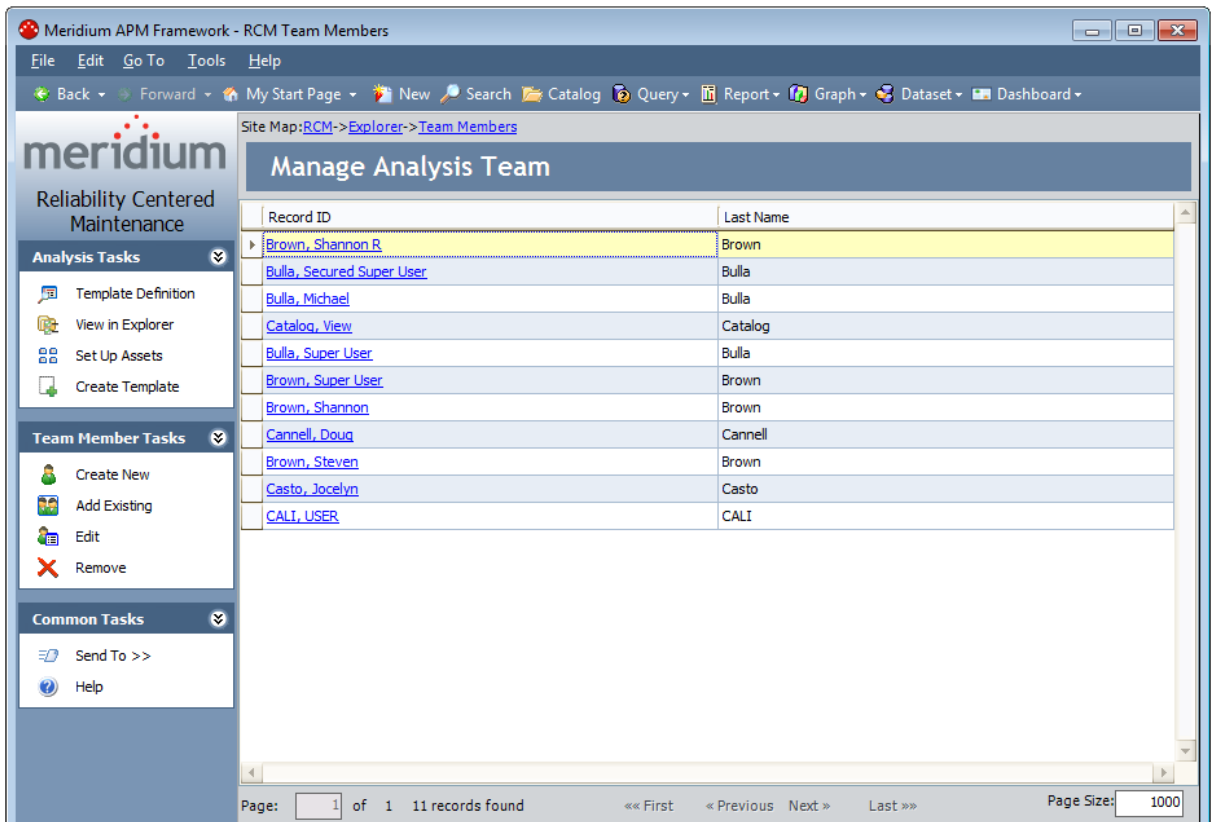 Meridium APM Framework - RCM Team Members
File Edit Go To Tools Help
Back Forward My Start Page New Search Catalog Query Report Graph Dataset Dashboard
meridium
Reliability Centered
Maintenance
Analysis Tasks
Template Definition
View in Explorer
Set Up Assets
Create Template
Team Member Tasks
Create New
Add Existing
Edit
Remove
Common Tasks
Send To >>
Help
Site Map:RCM->Explorer->Team Members
Manage Analysis Team
Record ID Last Name
Brown, Shannon R Brown
Bulla, Secured Super User Bulla
Bulla, Michael Bulla
Catalog, View Catalog
Bulla, Super User Bulla
Brown, Super User Brown
Brown, Shannon Brown
Cannell, Doug Cannell
Brown, Steven Brown
Casto, Jocelyn Casto
CALI, USER CALI
Page: 1 of 1 11 records found «« First « Previous Next » Last »» Page Size: 1000